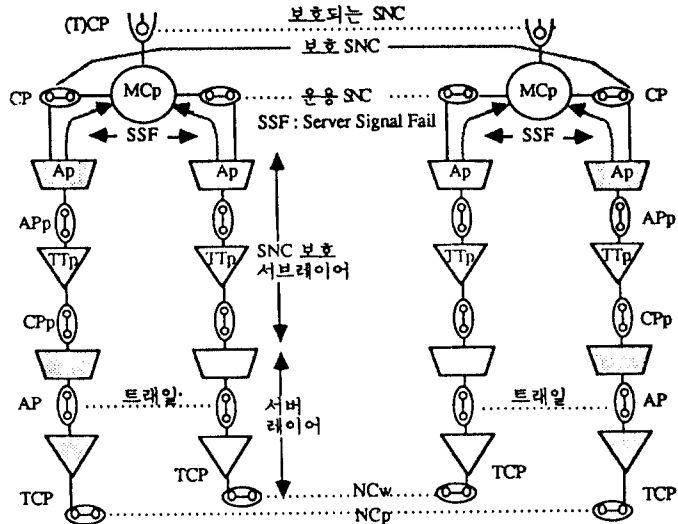 보호되는 SNC
(T)CP
보호 SNC
CP
MCp
운용 SNC
MCp
CP
SSF
SSF : Server Signal Fail
SSF
Ap
Ap
Ap
Ap
APp
APp
SNC 보호
서브레이어
TTp
TTp
TTp
TTp
CPp
CPp
AP
트래일
서버
레이어
트래일
AP
TCP
TCP
TCP
NCw
TCP
NCp